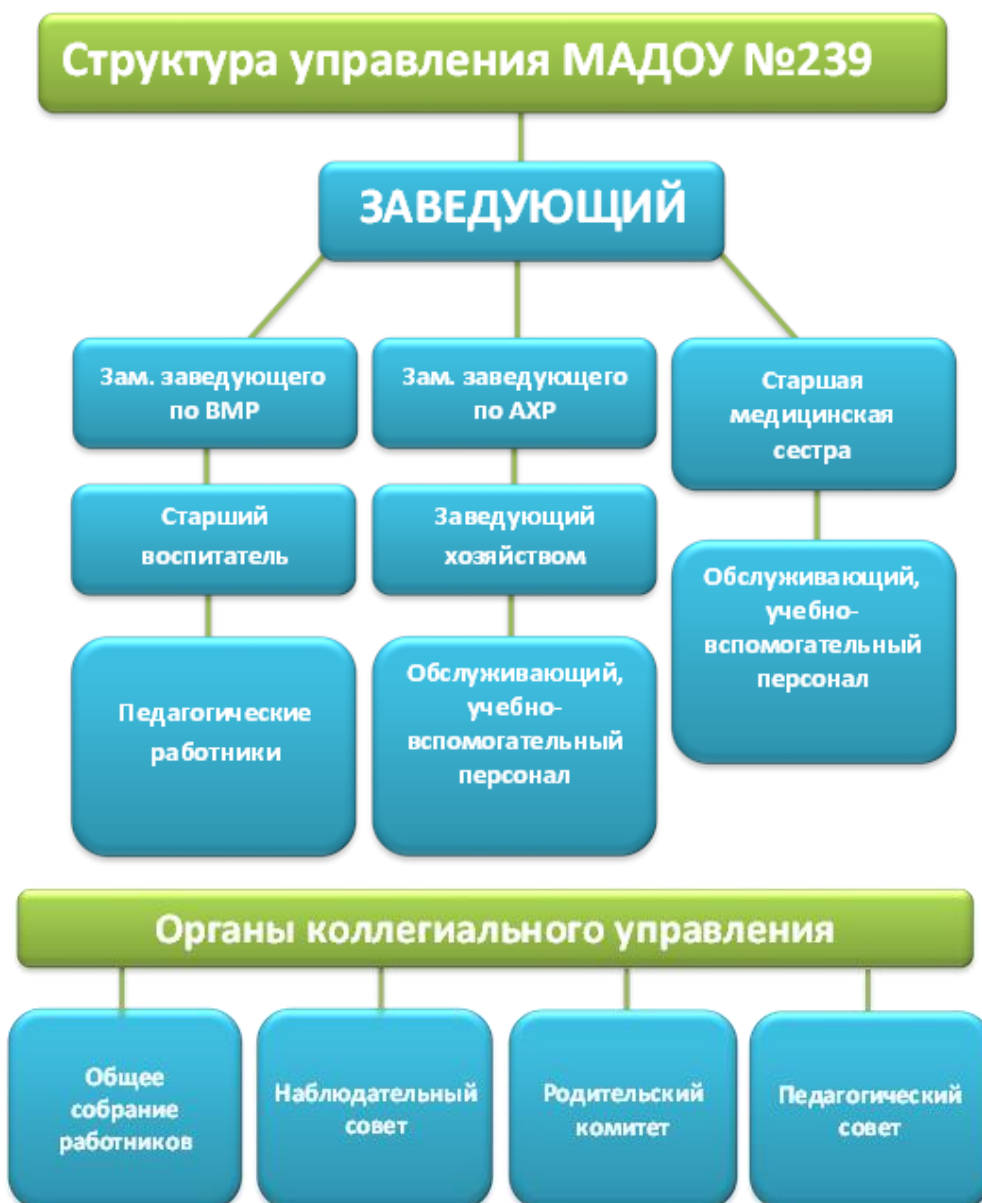 Структура управления МАДОУ №239
ЗАВЕДУЮЩИЙ
Зам. заведующего
по ВМР
Зам. заведующего
по АХР
Старшая
медицинская
сестра
Старший
воспитатель
Заведующий
хозяйством
Обслуживающий,
учебно-
вспомогательный
персонал
Педагогические
работники
Обслуживающий,
учебно-
вспомогательный
персонал
Органы коллегиального управления
Общее
собрание
работников
Наблюдательный
совет
Родительский
комитет
Педагогический
совет